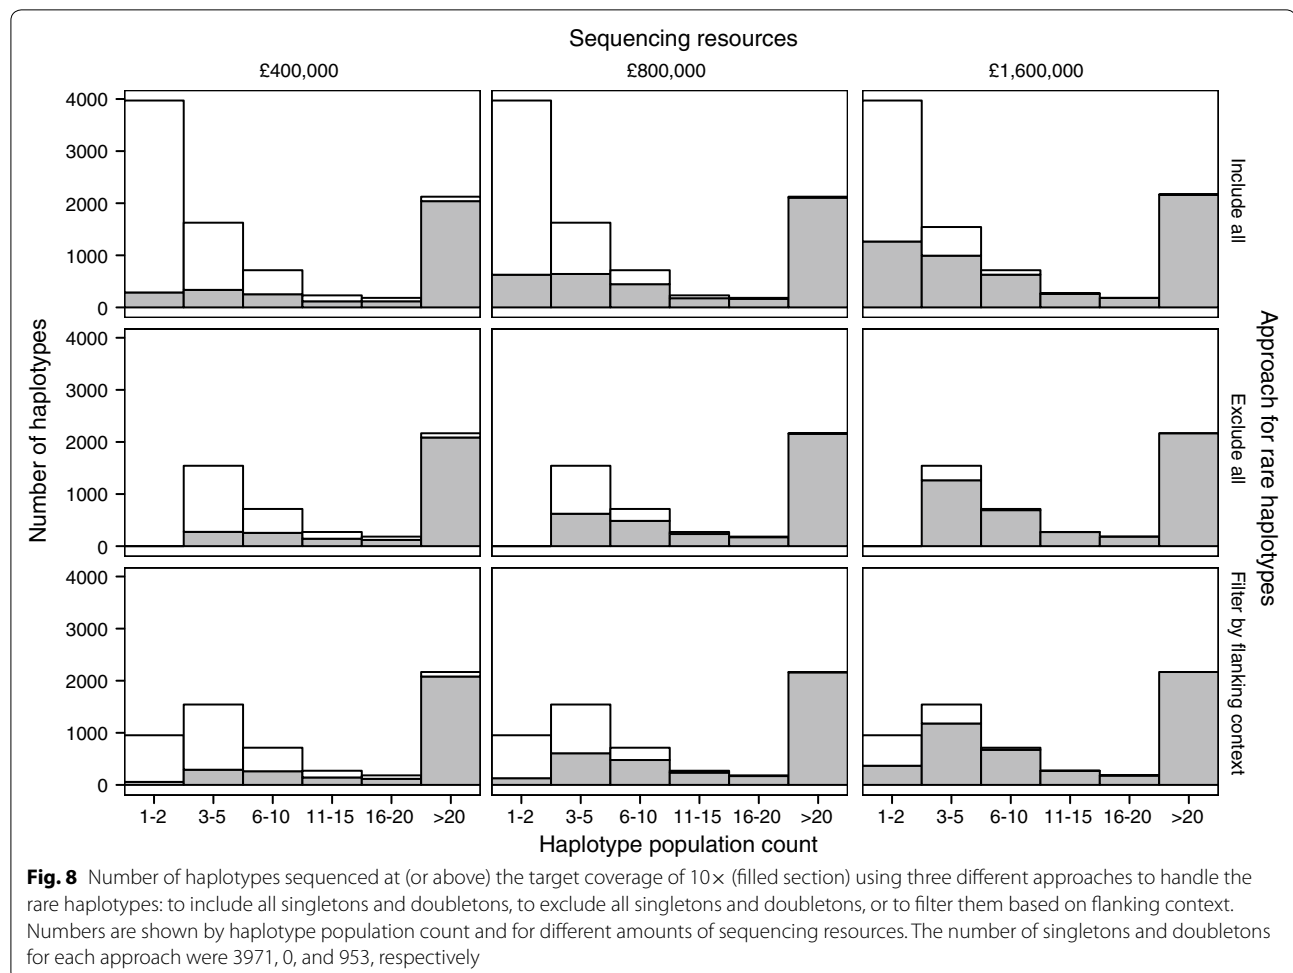 Sequencing resources
£400,000 £800,000 £1,600,000
Number of haplotypes
4000
3000
2000
1000
0
Include all
4000
3000
2000
1000
0
Exclude all
4000
3000
2000
1000
0
Filter by flanking context
Approach for rare haplotypes
1-2 3-5 6-10 11-15 16-20 >20 1-2 3-5 6-10 11-15 16-20 >20 1-2 3-5 6-10 11-15 16-20 >20
Haplotype population count
Fig. 8 Number of haplotypes sequenced at (or above) the target coverage of 10× (filled section) using three different approaches to handle the
rare haplotypes: to include all singletons and doubletons, to exclude all singletons and doubletons, or to filter them based on flanking context.
Numbers are shown by haplotype population count and for different amounts of sequencing resources. The number of singletons and doubletons
for each approach were 3971, 0, and 953, respectively